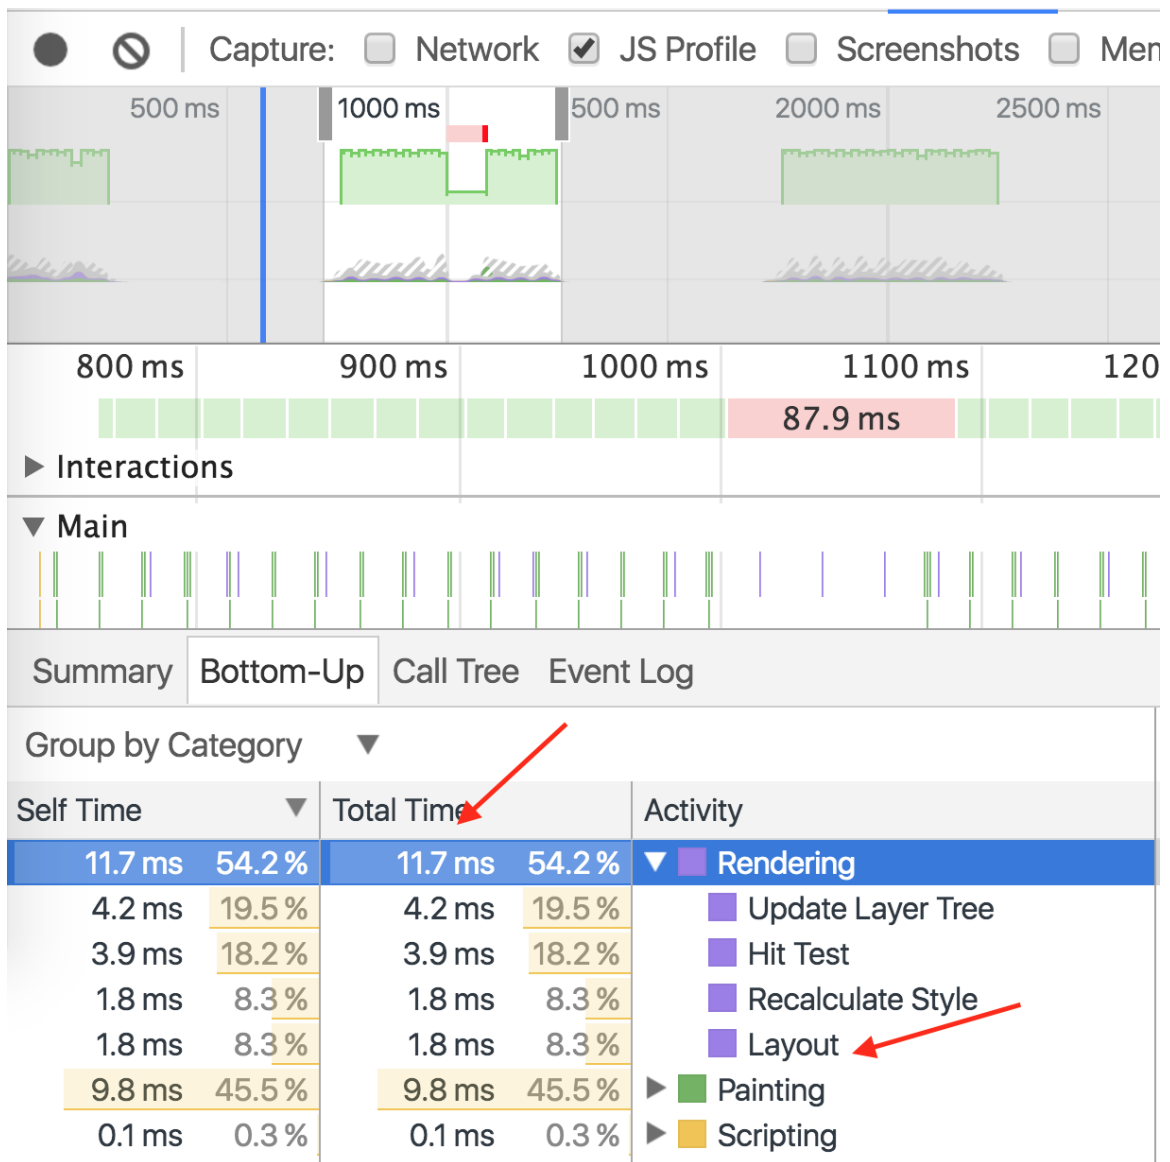 Capture: Network JS Profile Screenshots Mem
500 ms 1000 ms 500 ms 2000 ms 2500 ms
800 ms 900 ms 1000 ms 1100 ms 120
87.9 ms
Interactions
Main
Summary Bottom-Up Call Tree Event Log
Group by Category
Self Time Total Time Activity
11.7 ms 54.2 % 11.7 ms 54.2 % Rendering
4.2 ms 19.5 % 4.2 ms 19.5 % Update Layer Tree
3.9 ms 18.2 % 3.9 ms 18.2 % Hit Test
1.8 ms 8.3 % 1.8 ms 8.3 % Recalculate Style
1.8 ms 8.3 % 1.8 ms 8.3 % Layout
9.8 ms 45.5 % 9.8 ms 45.5 % Painting
0.1 ms 0.3 % 0.1 ms 0.3 % Scripting